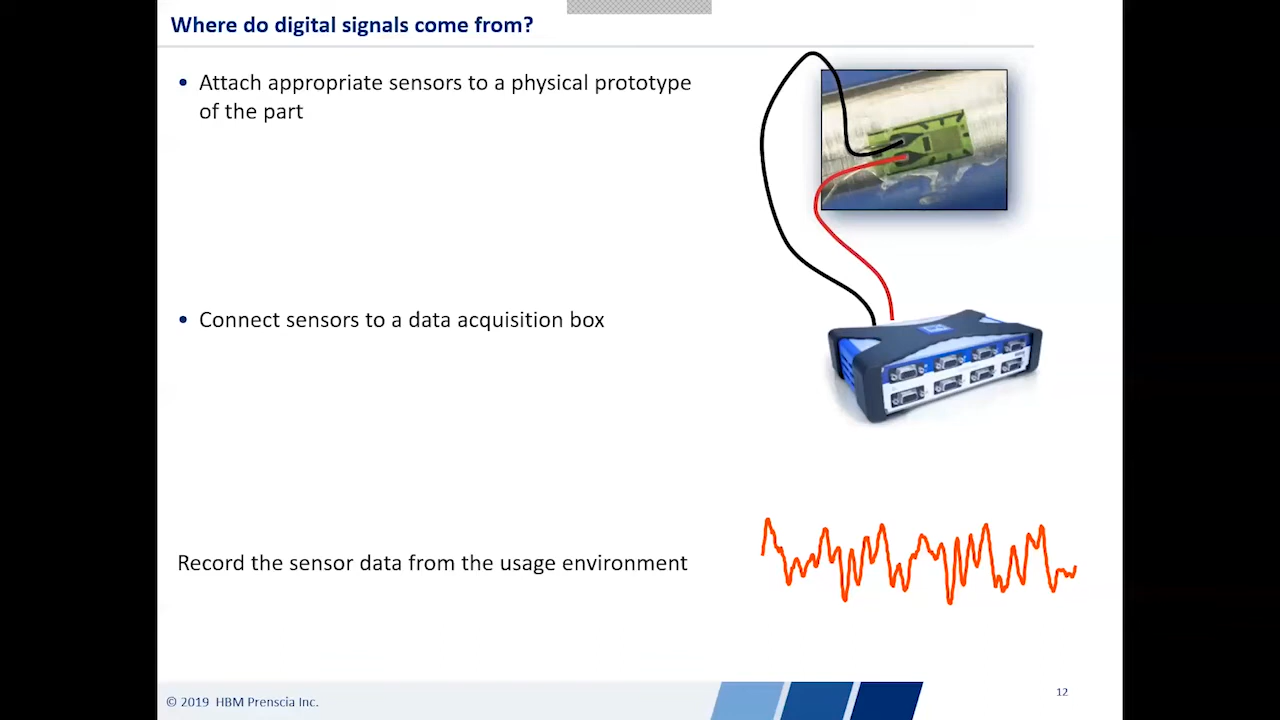 Where do digital signals come from?
• Attach appropriate sensors to a physical prototype
of the part
• Connect sensors to a data acquisition box
Record the sensor data from the usage environment
© 2019 HBM Prenscia Inc.
12